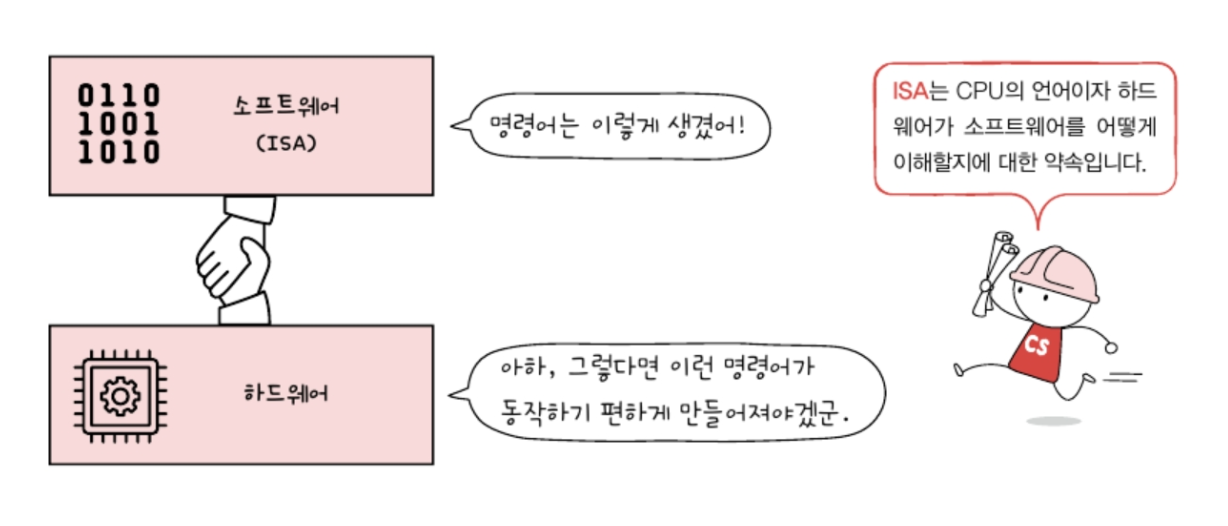 0110
1001
1010
소프트웨어
(ISA)
명령어는 이렇게 생겼어!
ISA는 CPU의 언어이자 하드
웨어가 소프트웨어를 어떻게
이해할지에 대한 약속입니다.
하드웨어
아하, 그렇다면 이런 명령어가
동작하기 편하게 만들어져야겠군.
CS